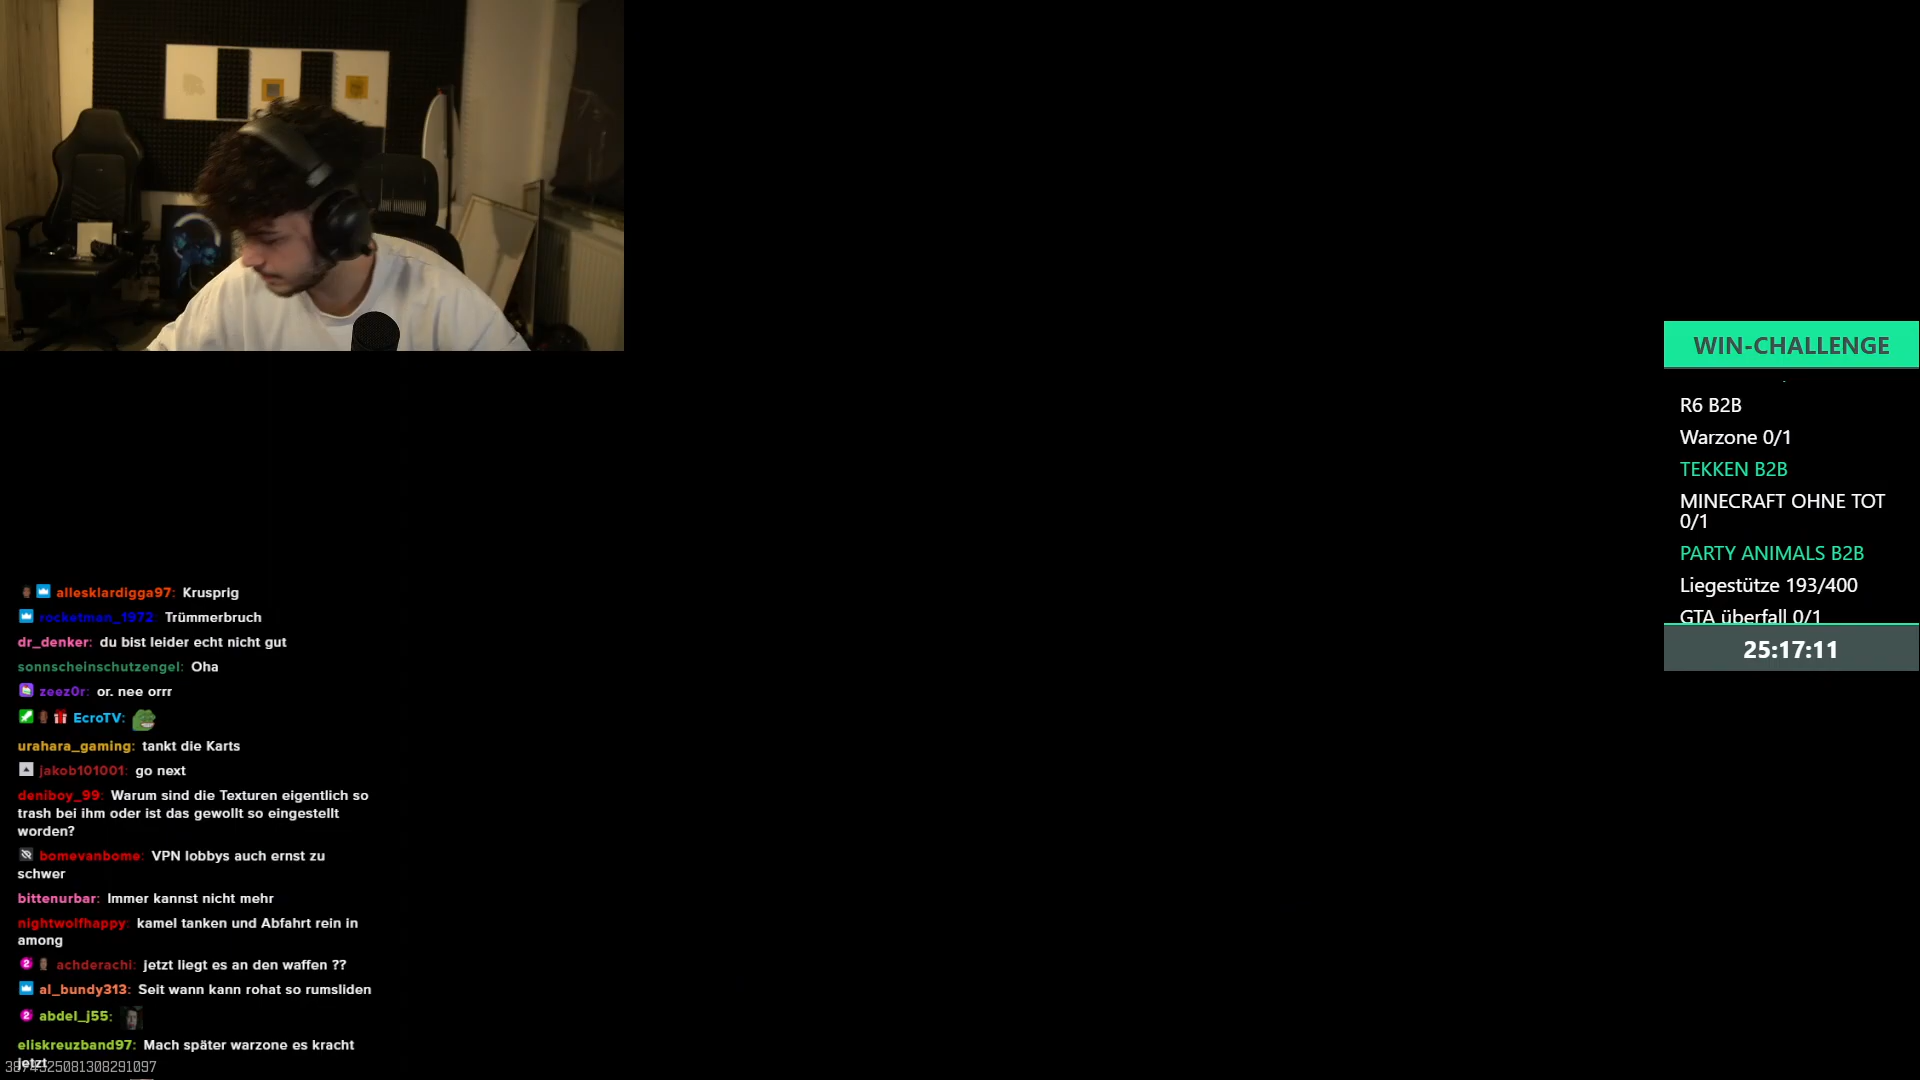 WIN-CHALLENGE
R6 B2B
Warzone 0/1
TEKKEN B2B
MINECRAFT OHNE TOT
0/1
PARTY ANIMALS B2B
Liegestütze 193/400
GTA überfall 0/1
25:17:11
allesklardigga97: Krusprig
rocketman_1972: Trümmerbruch
dr_denker: du bist leider echt nicht gut
sonnscheinschutzengel: Oha
zeez0r: or. nee orrr
EcroTV:
urahara_gaming: tankt die Karts
jakob101001: go next
deniboy_99: Warum sind die Texturen eigentlich so
trash bei ihm oder ist das gewollt so eingestellt
worden?
bomevanbome: VPN lobbys auch ernst zu
schwer
bittenurbar: Immer kannst nicht mehr
nightwolfhappy: kamel tanken und Abfahrt rein in
among
achderachi: jetzt liegt es an den waffen ??
al_bundy313: Seit wann kann rohat so rumsliden
abdel_j55:
eliskreuzband97: Mach später warzone es kracht
jetzt